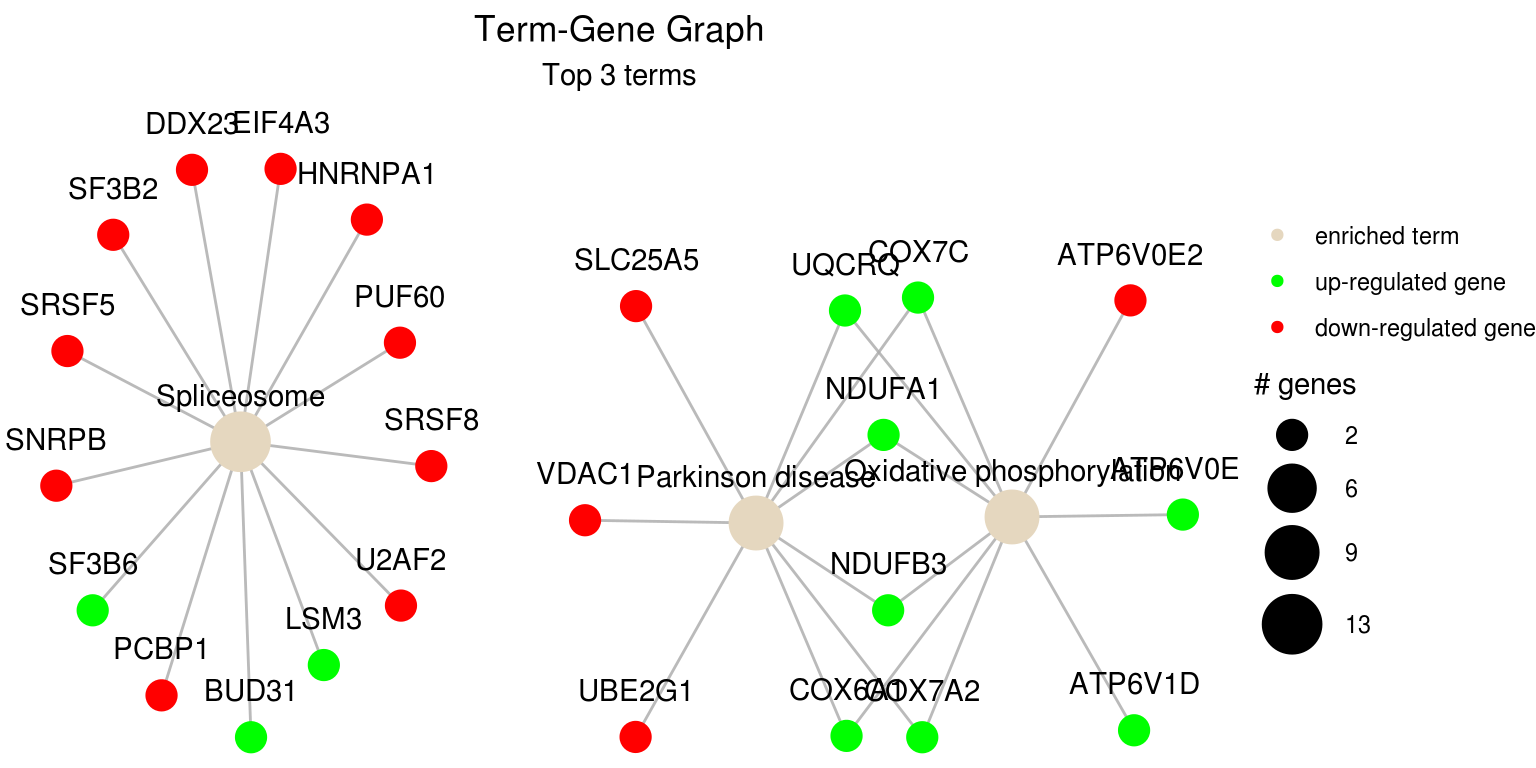 Term-Gene Graph
Top 3 terms
DDX23
EIF4A3
HNRNPA1
SF3B2
SRSF5
PUF60
Spliceosome
SRSF8
SNRPB
SF3B6
U2AF2
LSM3
PCBP1
BUD31
SLC25A5
UQCRQ
COX7C
ATP6V0E2
NDUFA1
VDAC1
Parkinson disease
Oxidative phosphorylation
ATP6V0E
NDUFB3
UBE2G1
COX6A1
COX7A2
ATP6V1D
enriched term
up-regulated gene
down-regulated gene
# genes
2
6
9
13